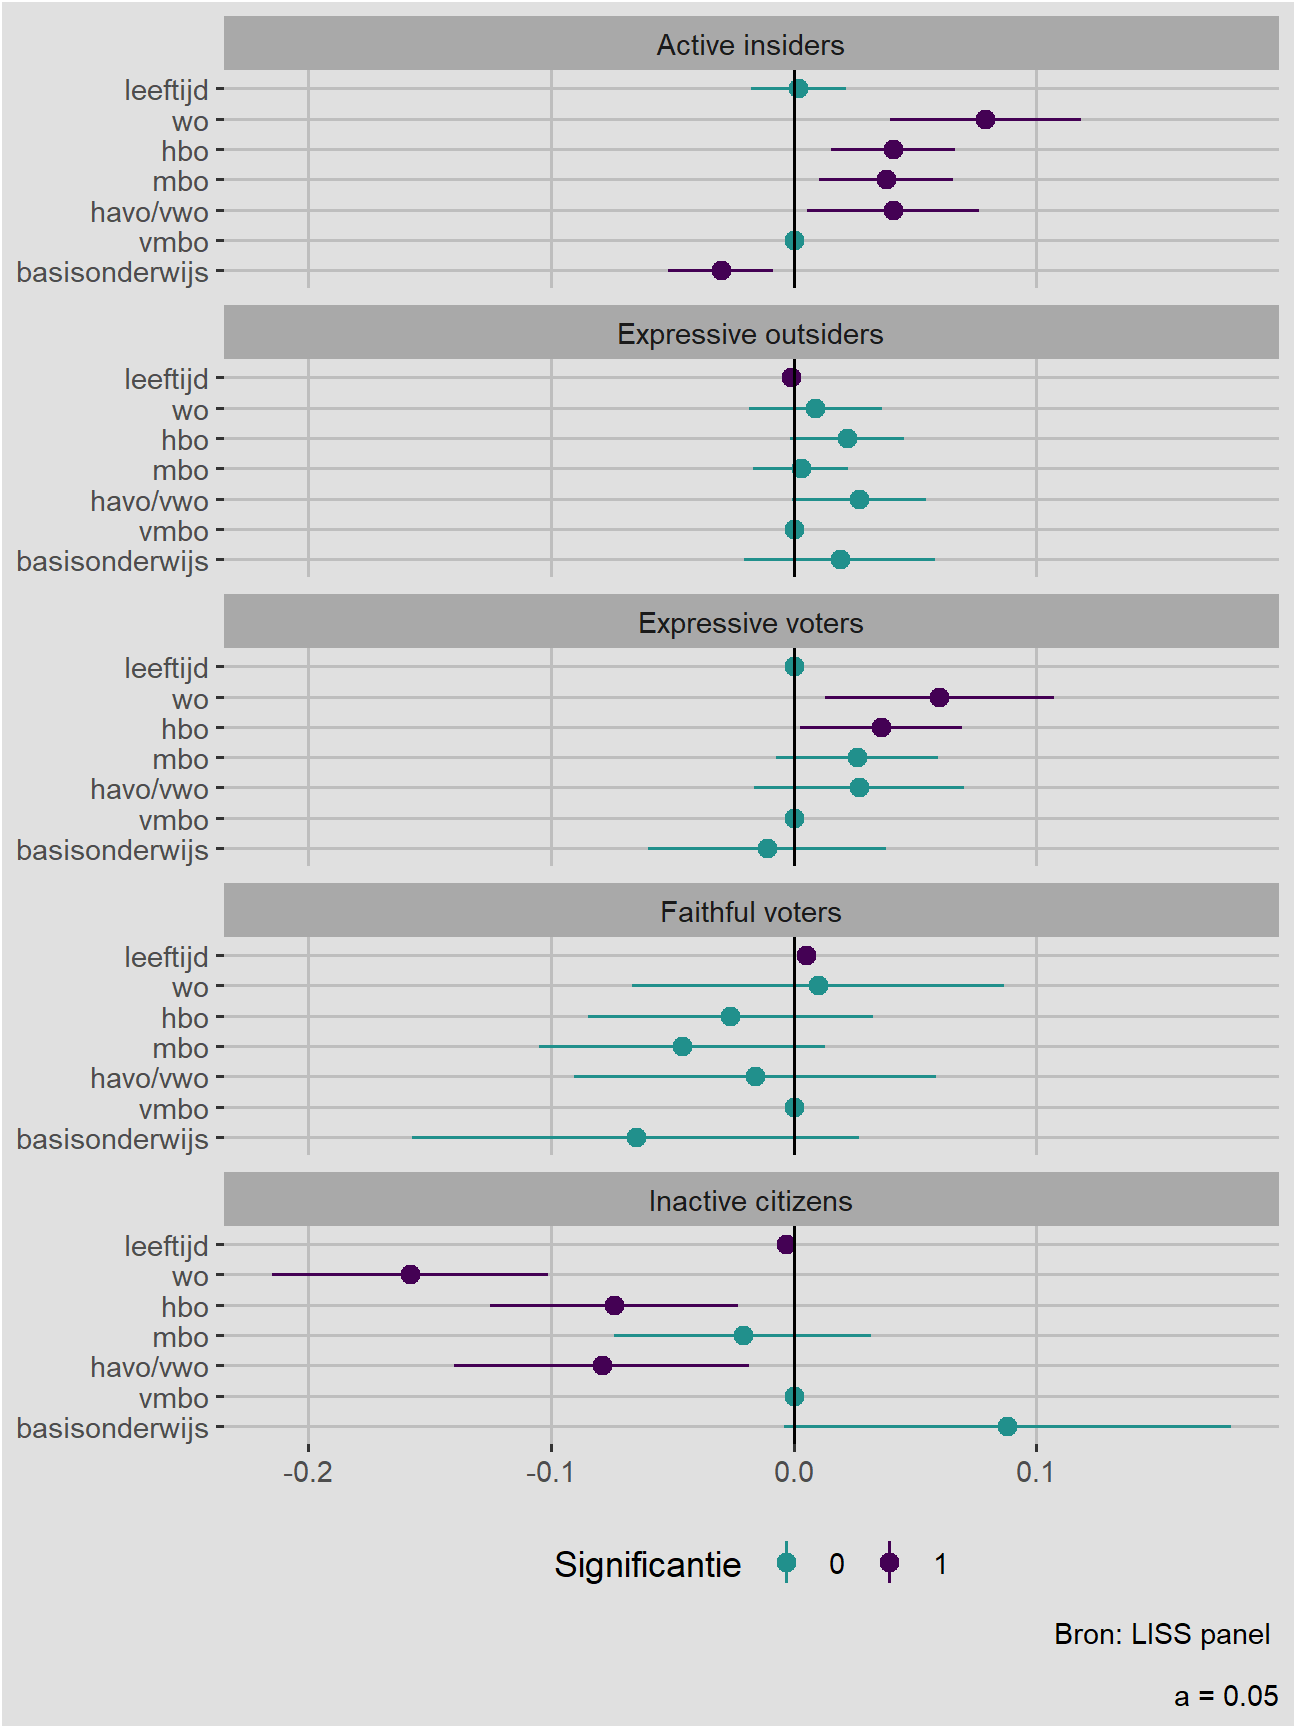 Active insiders
leeftijd
wo
hbo
mbo
havo/vwo
vmbo
basisonderwijs
Expressive outsiders
leeftijd
wo
hbo
mbo
havo/vwo
vmbo
basisonderwijs
Expressive voters
leeftijd
wo
hbo
mbo
havo/vwo
vmbo
basisonderwijs
Faithful voters
leeftijd
wo
hbo
mbo
havo/vwo
vmbo
basisonderwijs
Inactive citizens
leeftijd
wo
hbo
mbo
havo/vwo
vmbo
basisonderwijs
-0.2 -0.1 0.0 0.1
Significantie 0 1
Bron: LISS panel
a = 0.05